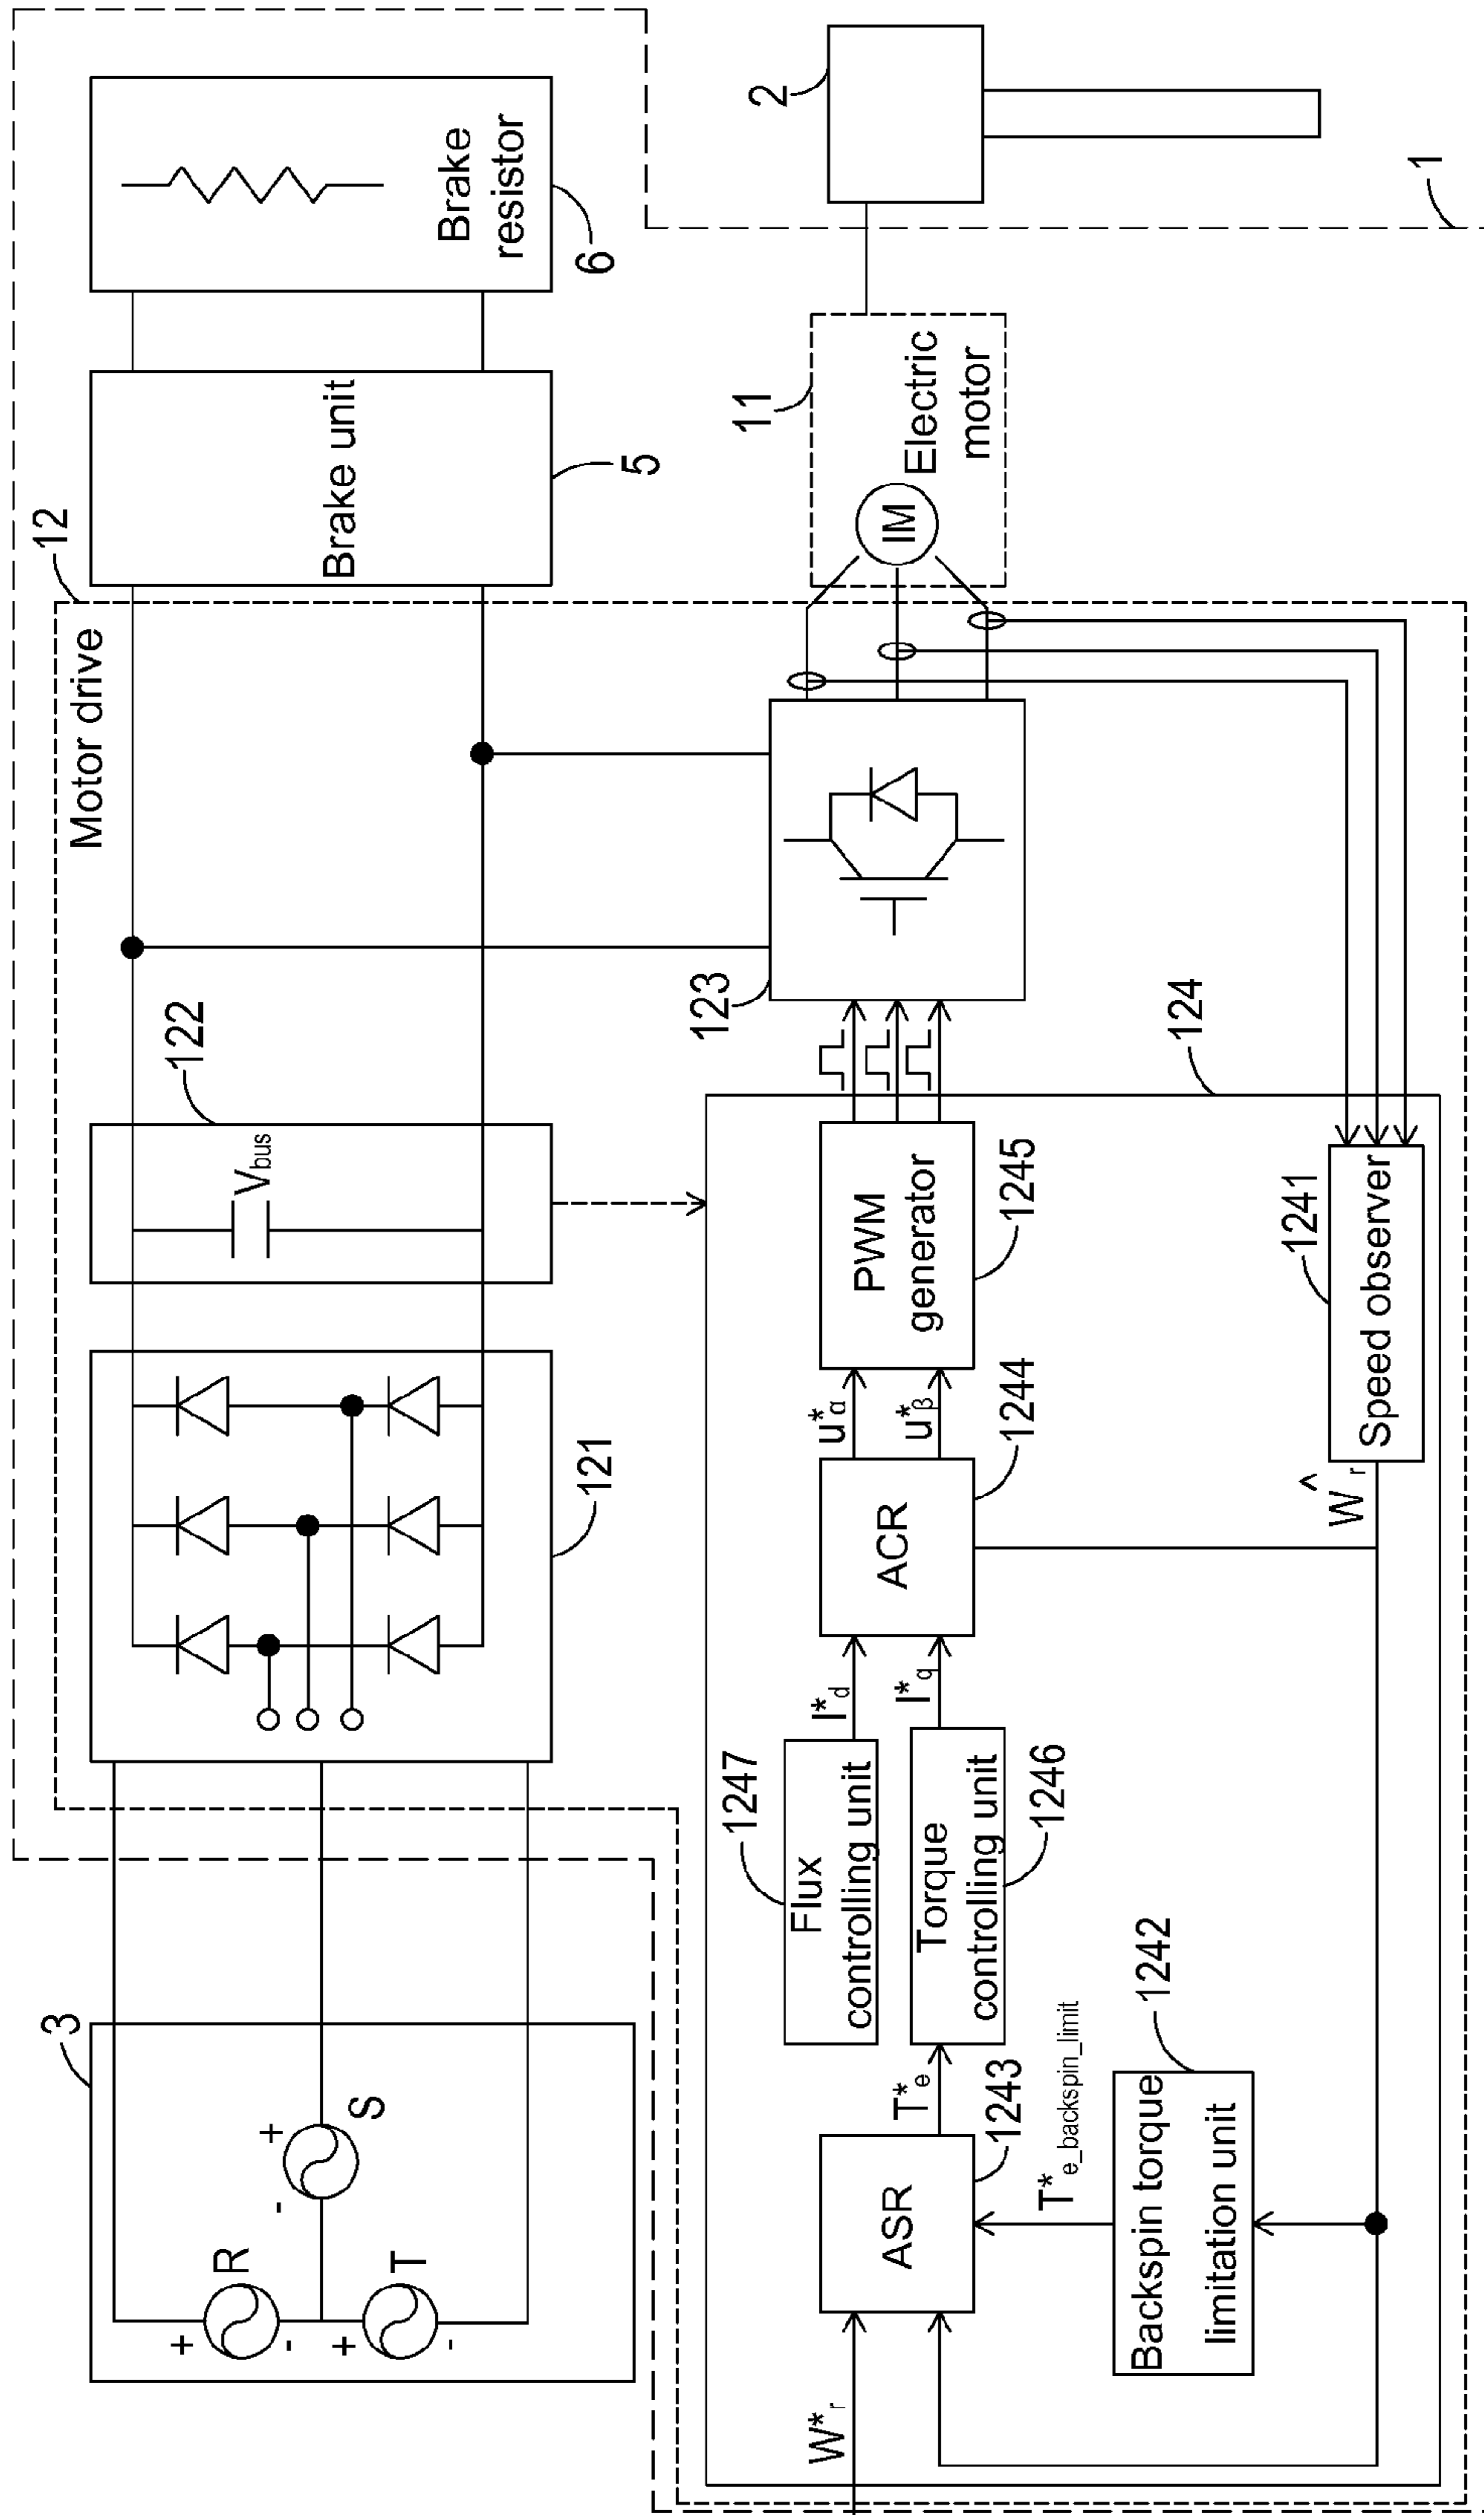 3
R
S
T
+
-
+
-
+
-
12
Motor drive
121
122
Vbus
Brake unit
5
Brake
resistor
6
2
1
11
IM
Electric
motor
123
124
W*r
ASR
1243
T*e
T*e_backspin_limit
Backspin torque
limitation unit
1242
1247
Flux
controlling unit
Torque
controlling unit
1246
I*d
I*q
ACR
1244
u*α
u*β
PWM
generator
1245
Ŵr
Speed observer
1241